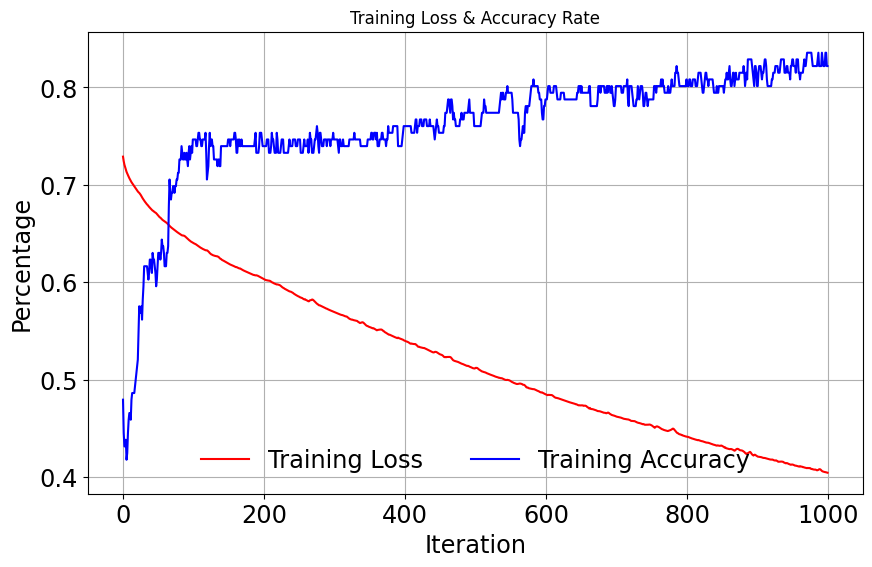 Training Loss & Accuracy Rate
Percentage
0.8
0.7
0.6
0.5
0.4
Training Loss
Training Accuracy
0
200
400
600
800
1000
Iteration